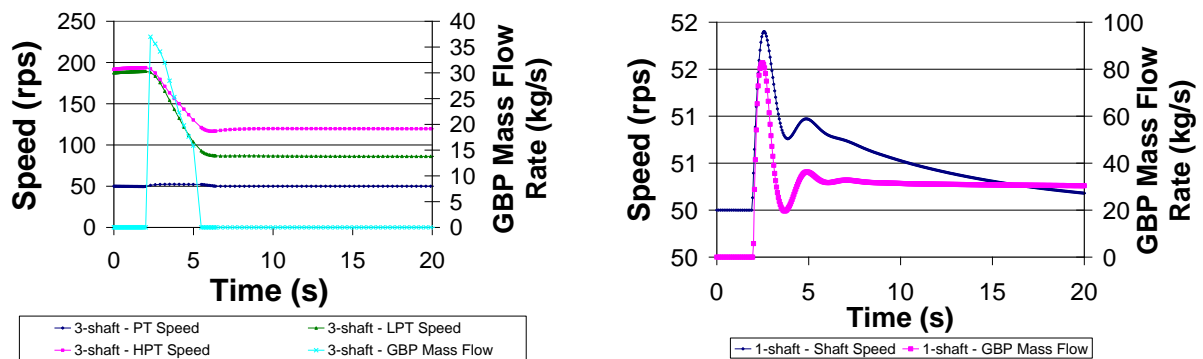 Speed (rps)
250
200
150
100
50
0
40
35
30
25
20
15
10
5
0
GBP Mass Flow
Rate (kg/s)
0
5
10
15
20
Time (s)
3-shaft - PT Speed
3-shaft - LPT Speed
3-shaft - HPT Speed
3-shaft - GBP Mass Flow
Speed (rps)
52
52
51
51
50
50
100
80
60
40
20
0
GBP Mass Flow
Rate (kg/s)
0
5
10
15
20
Time (s)
1-shaft - Shaft Speed
1-shaft - GBP Mass Flow